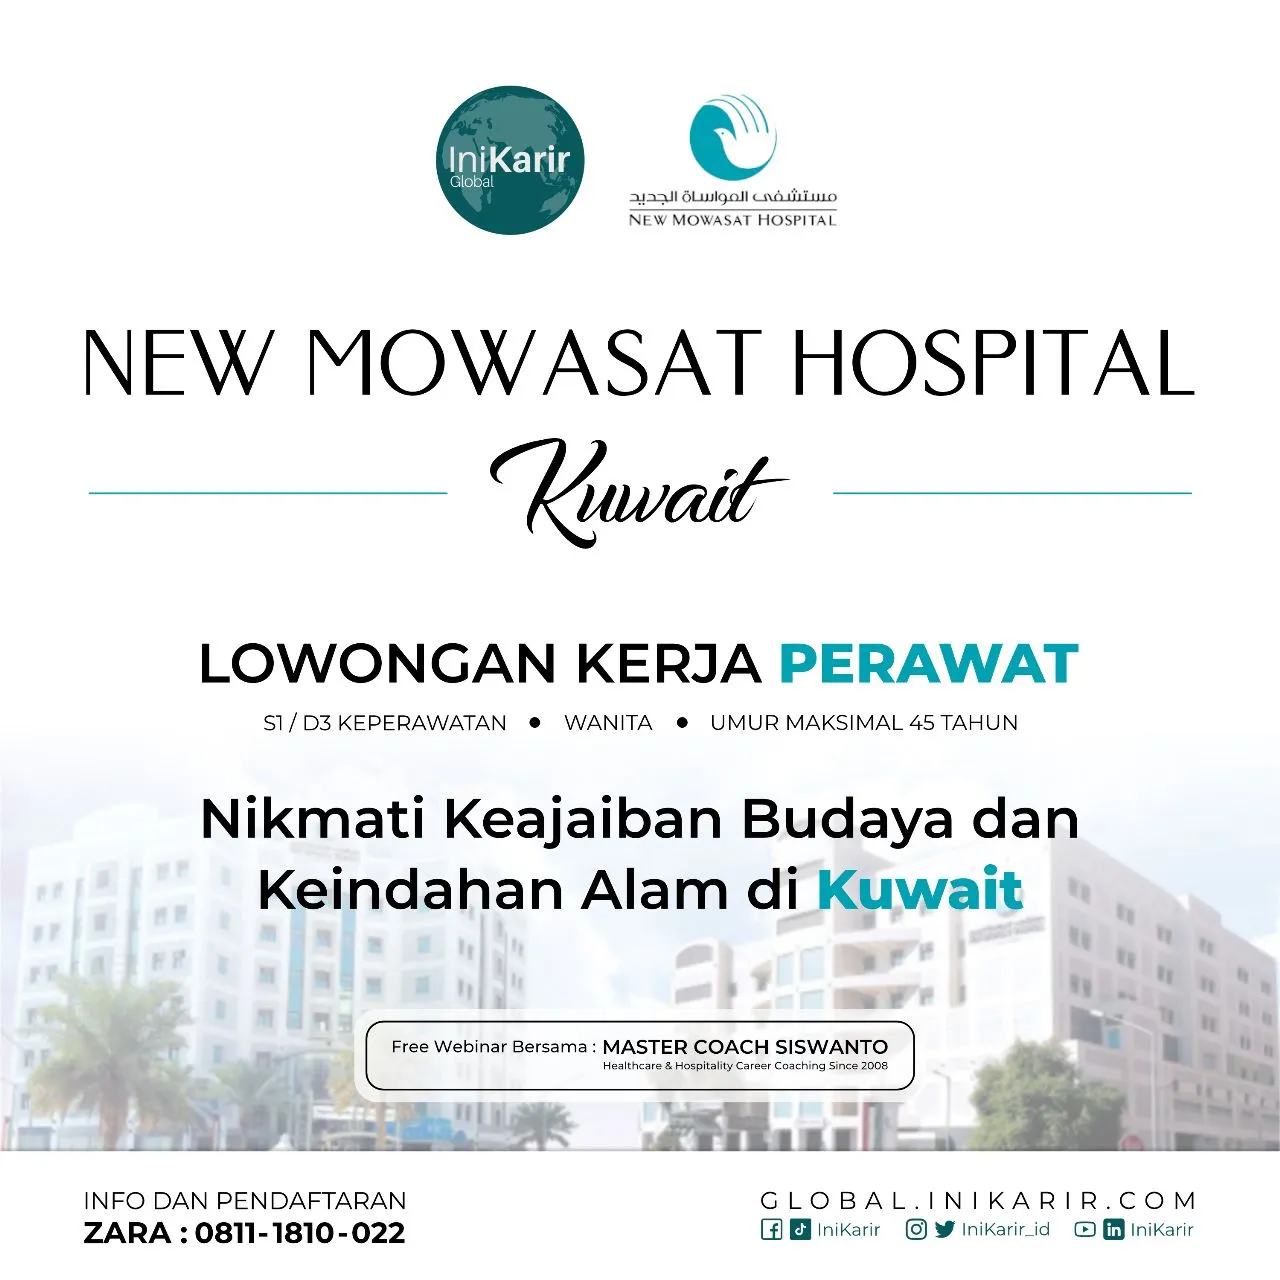 IniKarir
Global
مستشفى المواساة الجديد
NEW MOWASAT HOSPITAL
NEW MOWASAT HOSPITAL
Kuwait
LOWONGAN KERJA PERAWAT
S1 / D3 KEPERAWATAN ● WANITA ● UMUR MAKSIMAL 45 TAHUN
Nikmati Keajaiban Budaya dan
Keindahan Alam di Kuwait
Free Webinar Bersama : MASTER COACH SISWANTO
Healthcare & Hospitality Career Coaching Since 2008
INFO DAN PENDAFTARAN
ZARA : 0811-1810-022
GLOBAL.INIKARIR.COM
IniKarir IniKarir_id IniKarir